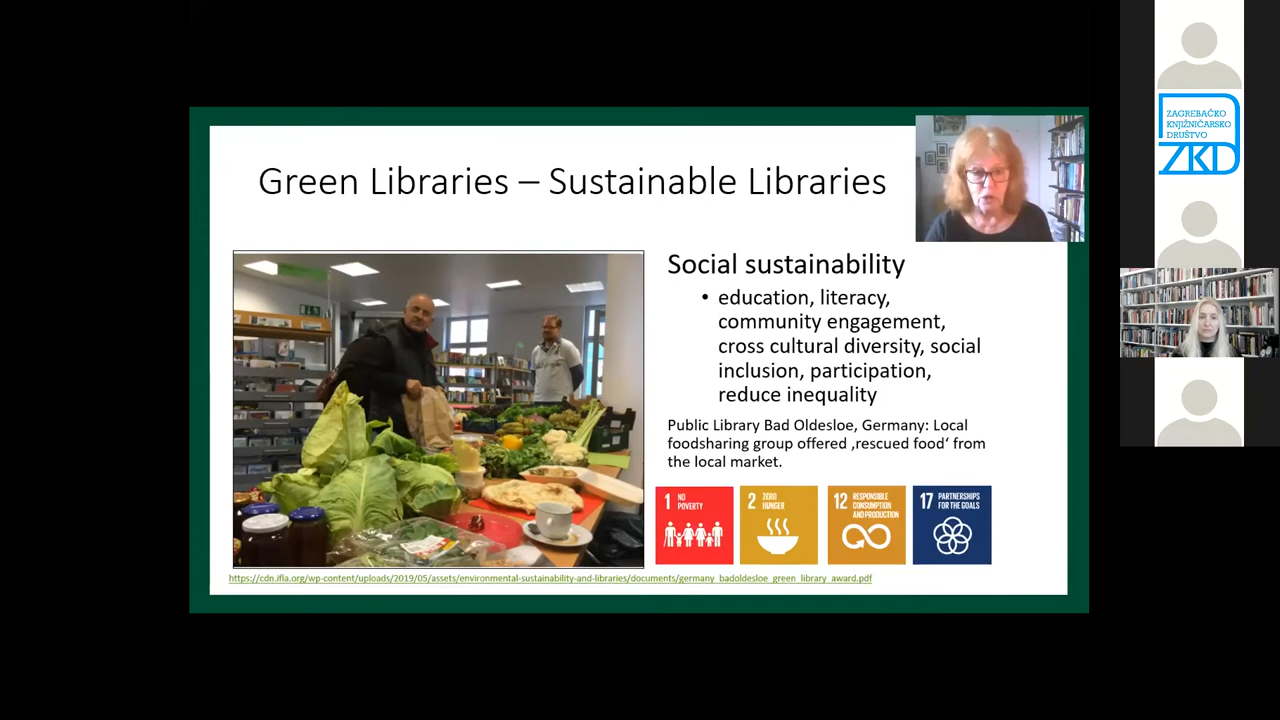 Green Libraries – Sustainable Libraries
Social sustainability
• education, literacy,
community engagement,
cross cultural diversity, social
inclusion, participation,
reduce inequality
Public Library Bad Oldesloe, Germany: Local
foodsharing group offered ‚rescued food‘ from
the local market.
1 NO
POVERTY
2 ZERO
HUNGER
12 RESPONSIBLE
CONSUMPTION
AND PRODUCTION
17 PARTNERSHIPS
FOR THE GOALS
https://cdn.ifla.org/wp-content/uploads/2019/05/assets/environmental-sustainability-and-libraries/documents/germany_badoldesloe_green_library_award.pdf
ZAGREBAČKO
KNJIŽNIČARSKO
DRUŠTVO
ZKD